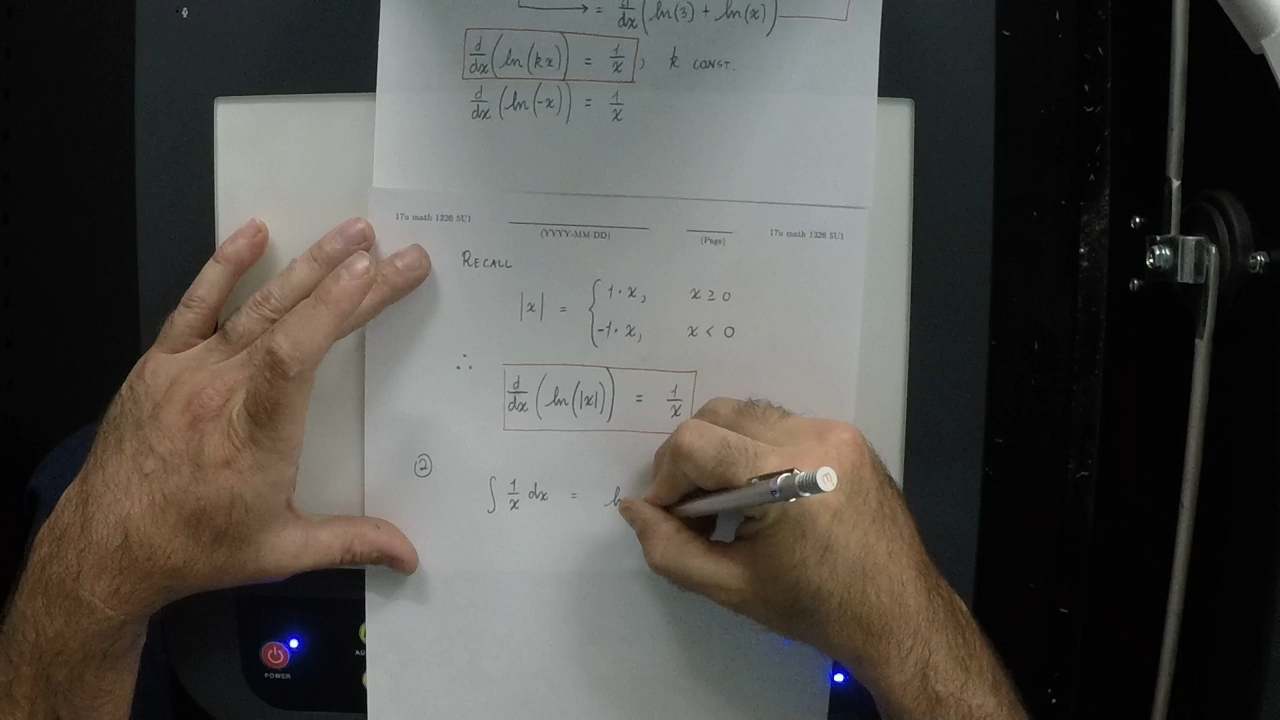 = d/dx (ln(3) + ln(x))
d/dx (ln(kx)) = 1/x ; k CONST.
d/dx (ln(-x)) = 1/x
17u math 1326 5U1 (YYYY-MM-DD) (Page) 17u math 1326 5U1
RECALL
|x| = { 1·x, x ≥ 0
-1·x, x < 0
∴
d/dx (ln(|x|)) = 1/x
②
∫ 1/x dx = l
POWER